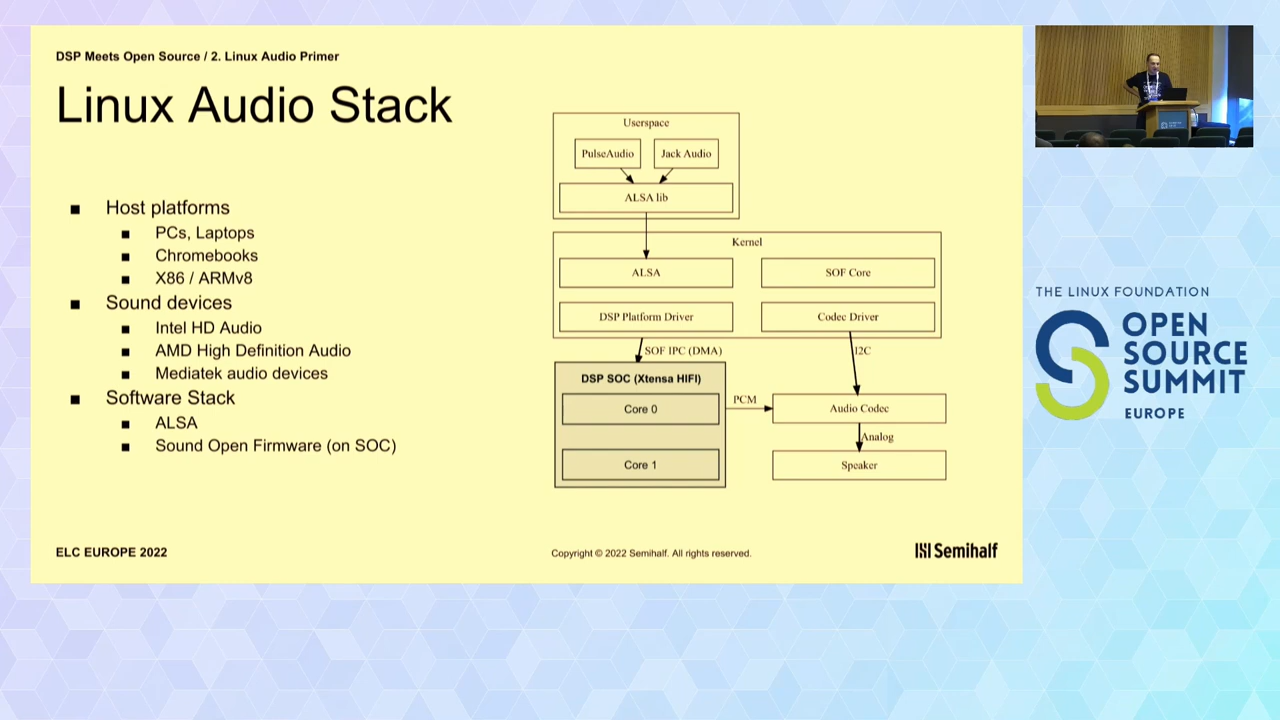 DSP Meets Open Source / 2. Linux Audio Primer
Linux Audio Stack
Host platforms
PCs, Laptops
Chromebooks
X86 / ARMv8
Sound devices
Intel HD Audio
AMD High Definition Audio
Mediatek audio devices
Software Stack
ALSA
Sound Open Firmware (on SOC)
Userspace
PulseAudio
Jack Audio
ALSA lib
Kernel
ALSA
SOF Core
DSP Platform Driver
Codec Driver
SOF IPC (DMA)
I2C
DSP SOC (Xtensa HIFI)
Core 0
PCM
Audio Codec
Analog
Core 1
Speaker
ELC EUROPE 2022
Copyright © 2022 Semihalf. All rights reserved.
Semihalf
THE LINUX FOUNDATION
OPEN
SOURCE
SUMMIT
EUROPE